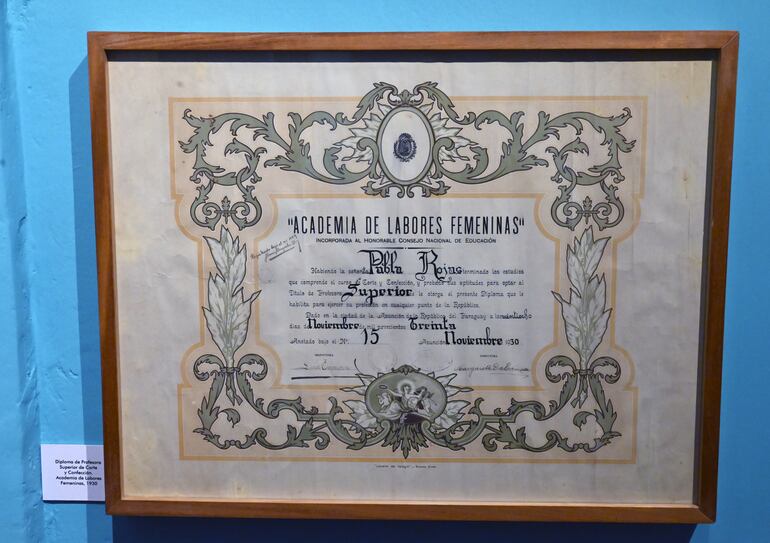 "ACADEMIA DE LABORES FEMENINAS"
INCORPORADA AL HONORABLE CONSEJO NACIONAL DE EDUCACIÓN
Habiendo la señorita Pabla Rojas terminado los estudios
que comprende el curso de Corte y Confección, y probado sus aptitudes para optar al
Título de Profesora Superior se le otorga el presente Diploma que le
habilita para ejercer su profesión en cualquier punto de la República.
Dado en la ciudad de la Asunción de la República del Paraguay a los veintiocho
días de Noviembre de mil novecientos Treinta
Anotado bajo el N°. 15 Asunción, Noviembre 1930
SECRETARIA DIRECTORA
Diploma de Profesora
Superior de Corte
y Confección.
Academia de Labores
Femeninas, 1930